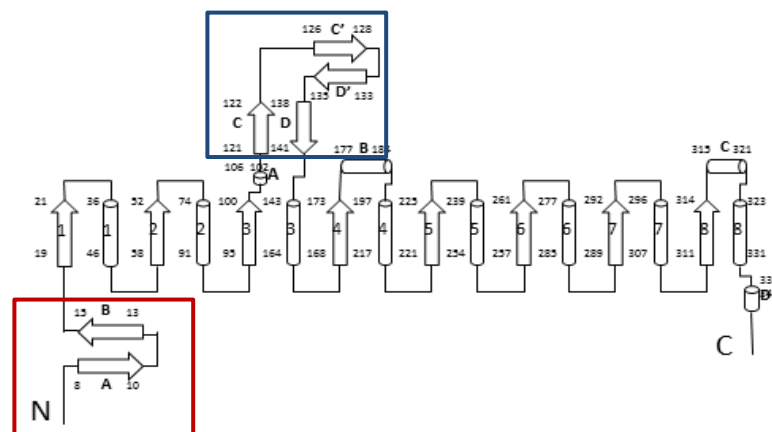 126 C' 128
D'
135 133
122 138
C D
121 141
177 B 184
315 C 321
106 102 A
21 36 52 74 100 143 173 197 225 239 261 277 292 296 314 323
1 1 2 2 3 3 4 4 5 5 6 6 7 7 8 8
19 46 58 91 95 164 168 217 221 254 257 285 289 307 311 331
33
D
15 B 13
C
8 A 10
N